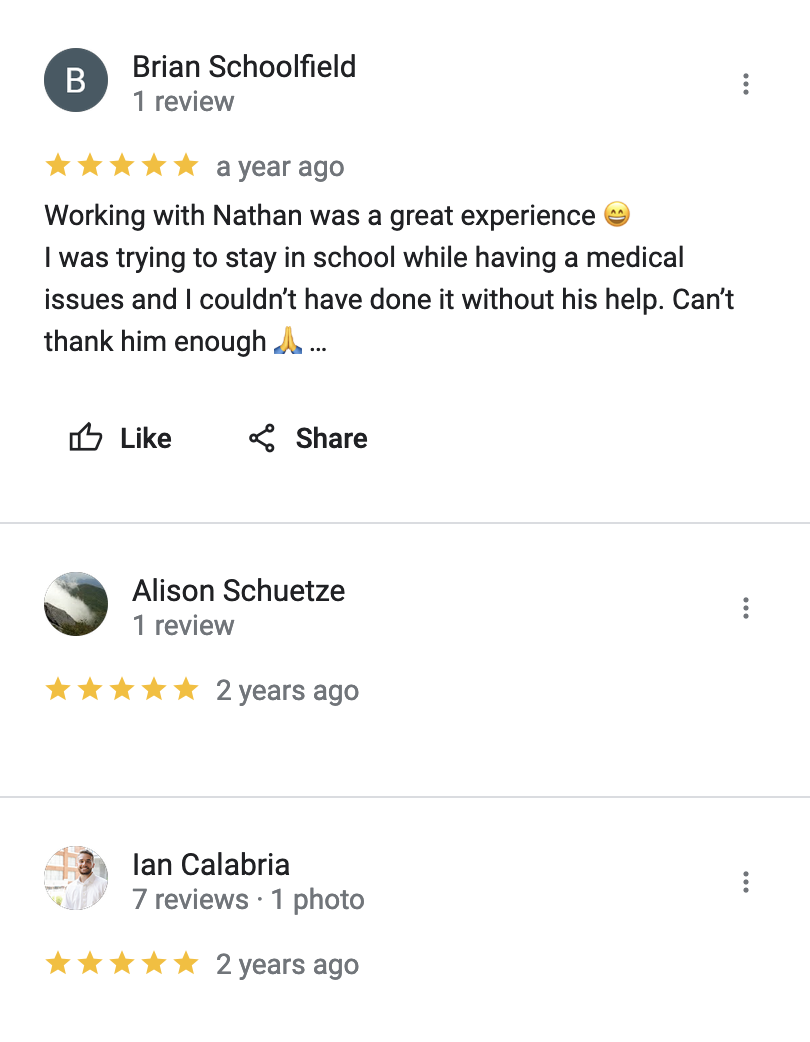 B
Brian Schoolfield
1 review
a year ago
Working with Nathan was a great experience 😄
I was trying to stay in school while having a medical
issues and I couldn’t have done it without his help. Can’t
thank him enough 🙏 ...
Like
Share
Alison Schuetze
1 review
2 years ago
Ian Calabria
7 reviews · 1 photo
2 years ago